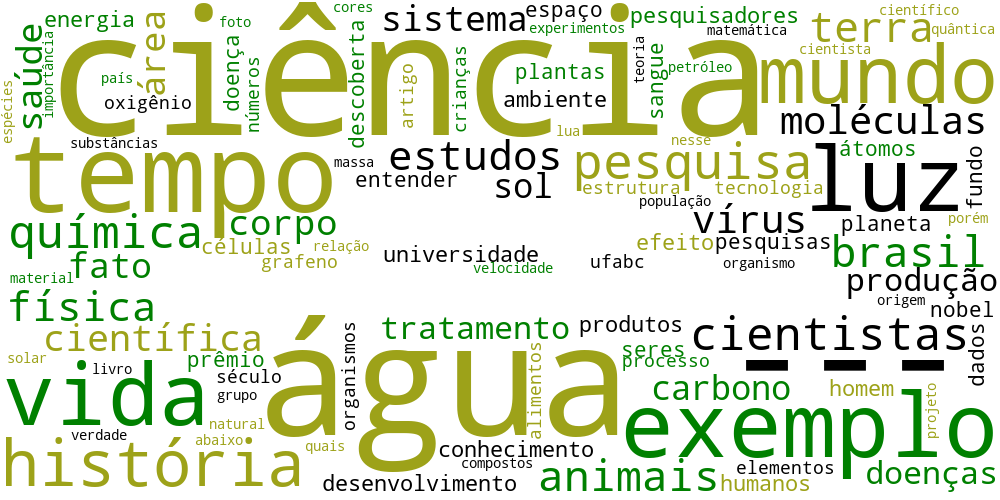 ciência
energia
área
foto
cores
sistema
espaço
experimentos
pesquisadores
matemática
científico
quântica
terra
cientista
saúde
importância
país
oxigênio
doença
números
descoberta
artigo
crianças
plantas
ambiente
teoria
sangue
petróleo
mundo
espécies
substâncias
moléculas
átomos
tempo
massa
estudos
entender
sol
lua
pesquisa
nesse
estrutura
tecnologia
população
luz
fundo
química
corpo
células
relação
grafeno
fato
material
universidade
velocidade
ufabc
vírus
efeito
pesquisas
organismo
planeta
porém
brasil
produção
origem
nobel
física
científica
solar
prêmio
livro
século
grupo
vida
verdade
natural
abaixo
história
água
organismos
quais
tratamento
produtos
alimentos
seres
processo
cientistas
_ _ _
dados
carbono
homem
projeto
exemplo
conhecimento
compostos
desenvolvimento
animais
elementos
humanos
doenças